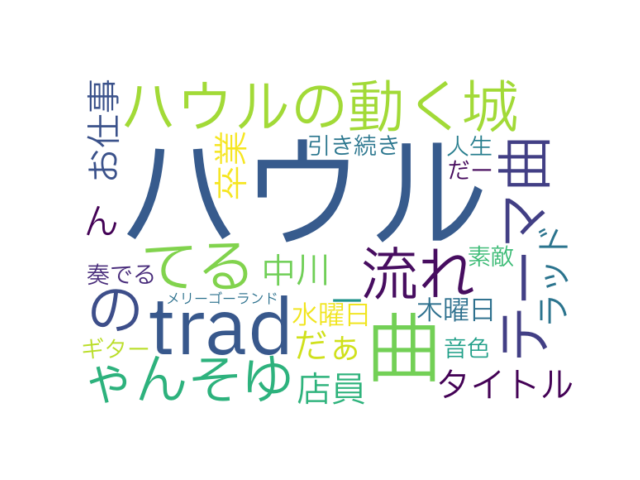 ハウルの動く城
お仕事
卒業
引き続き
人生
だー
テーマ曲
ハウル
ん
てる
中川
流れ
素敵
ラッド
奏でる
メリーゴーランド
の
trad
ー
水曜日
木曜日
曲
ギター
だぁ
音色
ゃんそゆ
店員
タイトル